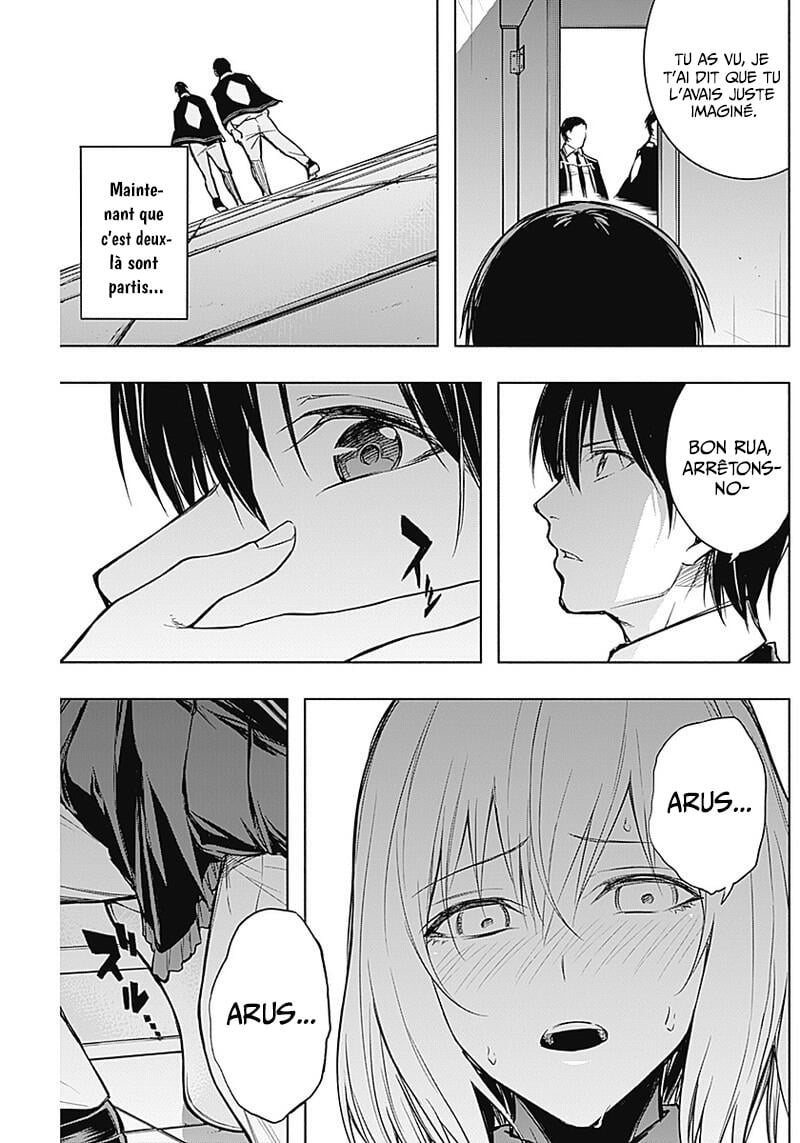 TU AS VU, JE
T'AI DIT QUE TU
L'AVAIS JUSTE
IMAGINÉ.
Mainte-
nant que
c'est deux-
là sont
partis...
BON RUA,
ARRÊTONS-
NO-
ス
ARUS...
ARUS...